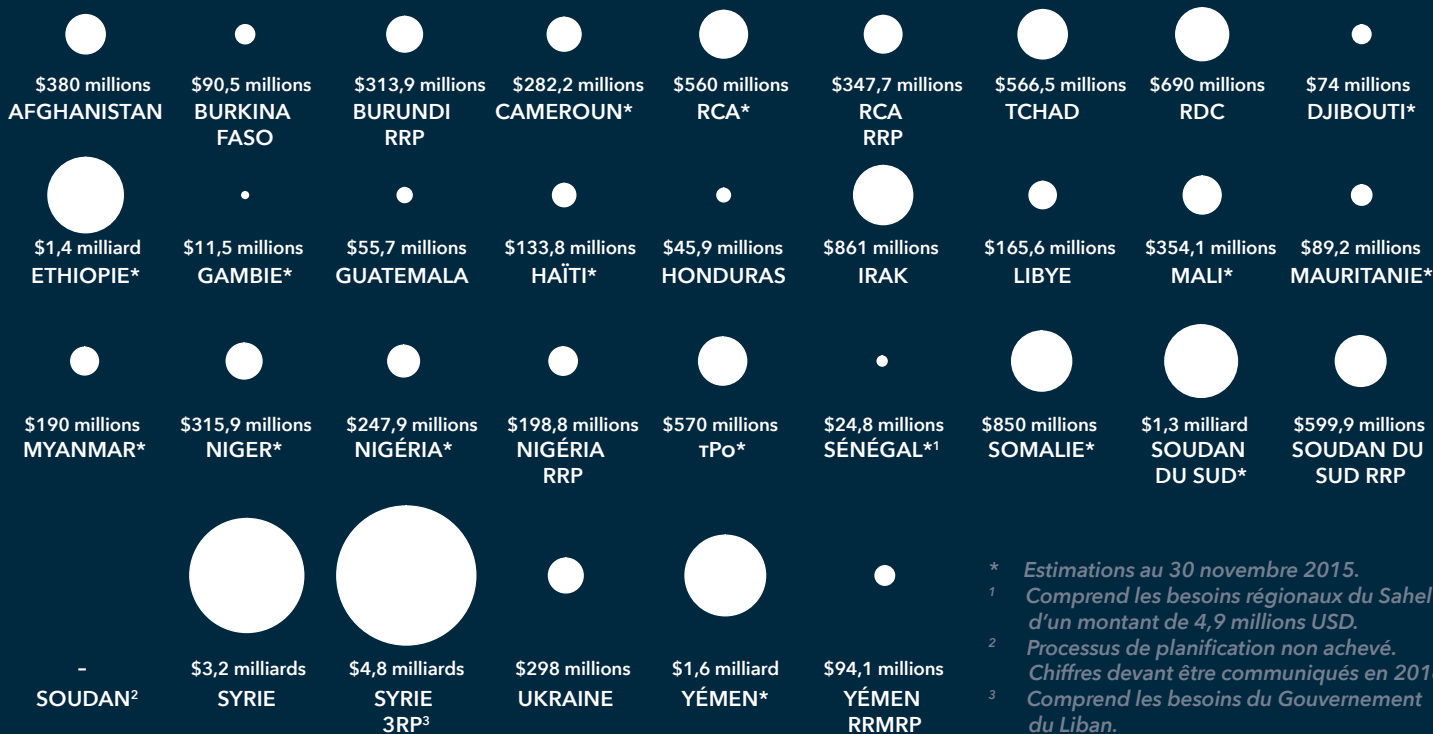 $380 millions
AFGHANISTAN
$90,5 millions
BURKINA
FASO
$313,9 millions
BURUNDI
RRP
$282,2 millions
CAMEROUN*
$560 millions
RCA*
$347,7 millions
RCA
RRP
$566,5 millions
TCHAD
$690 millions
RDC
$74 millions
DJIBOUTI*
$1,4 milliard
ETHIOPIE*
$11,5 millions
GAMBIE*
$55,7 millions
GUATEMALA
$133,8 millions
HAÏTI*
$45,9 millions
HONDURAS
$861 millions
IRAK
$165,6 millions
LIBYE
$354,1 millions
MALI*
$89,2 millions
MAURITANIE*
$190 millions
MYANMAR*
$315,9 millions
NIGER*
$247,9 millions
NIGÉRIA*
$198,8 millions
NIGÉRIA
RRP
$570 millions
TPO*
$24,8 millions
SÉNÉGAL*¹
$850 millions
SOMALIE*
$1,3 milliard
SOUDAN
DU SUD*
$599,9 millions
SOUDAN DU
SUD RRP
–
SOUDAN²
$3,2 milliards
SYRIE
$4,8 milliards
SYRIE
3RP³
$298 millions
UKRAINE
$1,6 milliard
YÉMEN*
$94,1 millions
YÉMEN
RRMRP
* Estimations au 30 novembre 2015.
¹ Comprend les besoins régionaux du Sahel
d'un montant de 4,9 millions USD.
² Processus de planification non achevé.
Chiffres devant être communiqués en
³ Comprend les besoins du Gouvernement
du Liban.